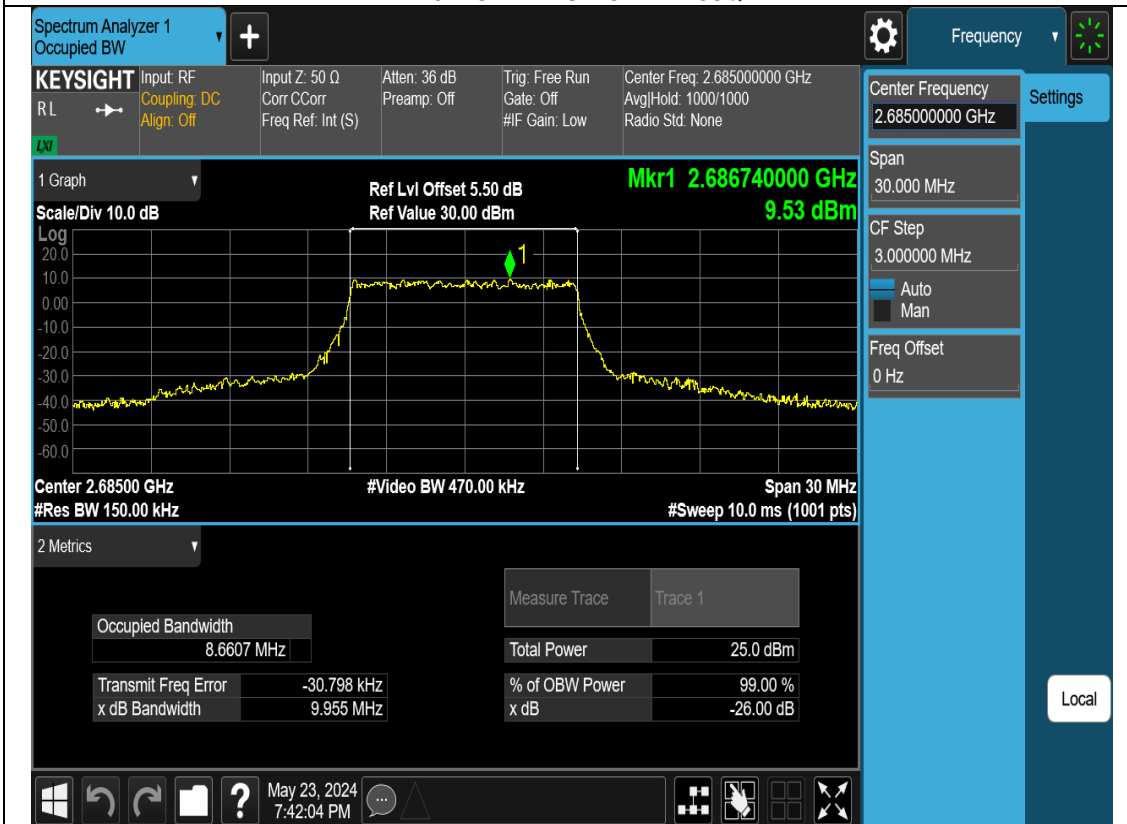 Spectrum Analyzer 1
Occupied BW
Frequency
KEYSIGHT
R L
LXI
Input: RF
Coupling: DC
Align: Off
Input Z: 50 Ω
Corr CCorr
Freq Ref: Int (S)
Atten: 36 dB
Preamp: Off
Trig: Free Run
Gate: Off
#IF Gain: Low
Center Freq: 2.685000000 GHz
Avg|Hold: 1000/1000
Radio Std: None
Center Frequency
2.685000000 GHz
Settings
Span
30.000 MHz
CF Step
3.000000 MHz
Auto
Man
Freq Offset
0 Hz
Local
1 Graph
Scale/Div 10.0 dB
Ref Lvl Offset 5.50 dB
Ref Value 30.00 dBm
Mkr1 2.686740000 GHz
9.53 dBm
Log
20.0
10.0
0.00
-10.0
-20.0
-30.0
-40.0
-50.0
-60.0
1
Center 2.68500 GHz
#Video BW 470.00 kHz
Span 30 MHz
#Res BW 150.00 kHz
#Sweep 10.0 ms (1001 pts)
2 Metrics
Measure Trace Trace 1
Occupied Bandwidth
8.6607 MHz
Total Power 25.0 dBm
Transmit Freq Error -30.798 kHz
% of OBW Power 99.00 %
x dB Bandwidth 9.955 MHz
x dB -26.00 dB
May 23, 2024
7:42:04 PM